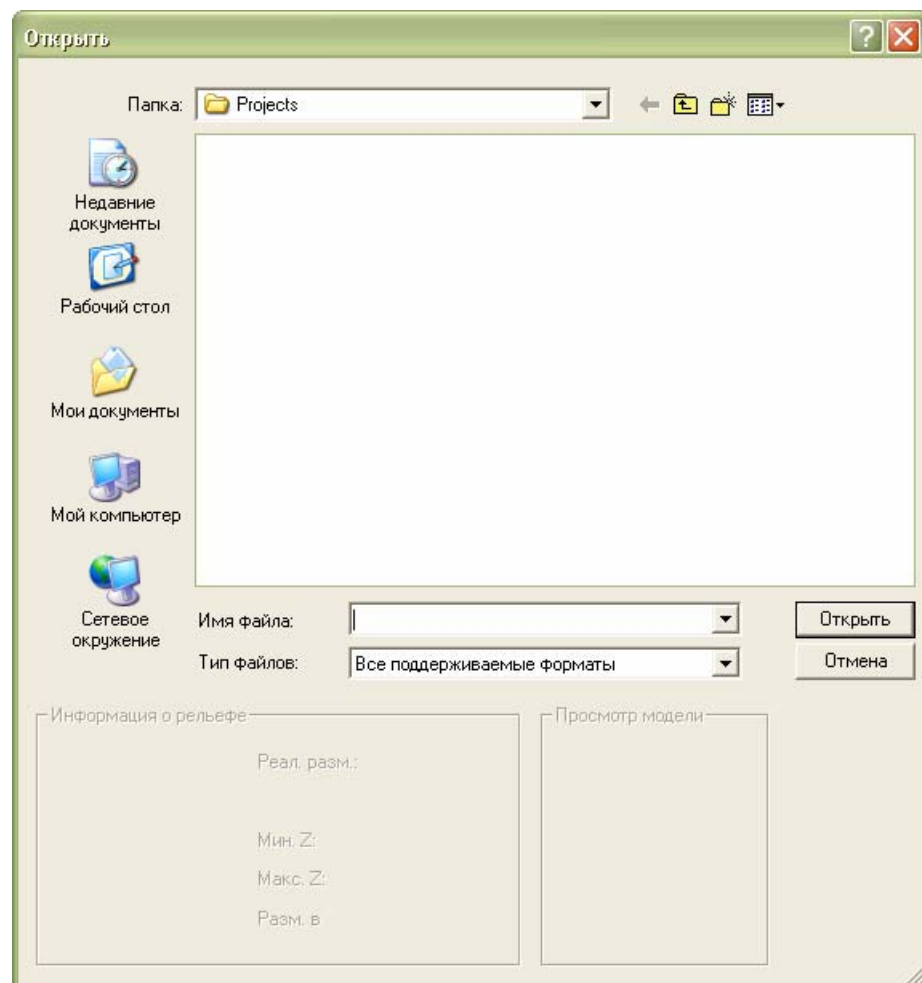 Открыть
Папка: Projects
Недавние
документы
Рабочий стол
Мои документы
Мой компьютер
Сетевое
окружение
Имя файла:
Открыть
Тип файлов: Все поддерживаемые форматы
Отмена
Информация о рельефе
Просмотр модели
Реал. разм.:
Мин. Z:
Макс. Z:
Разм. в